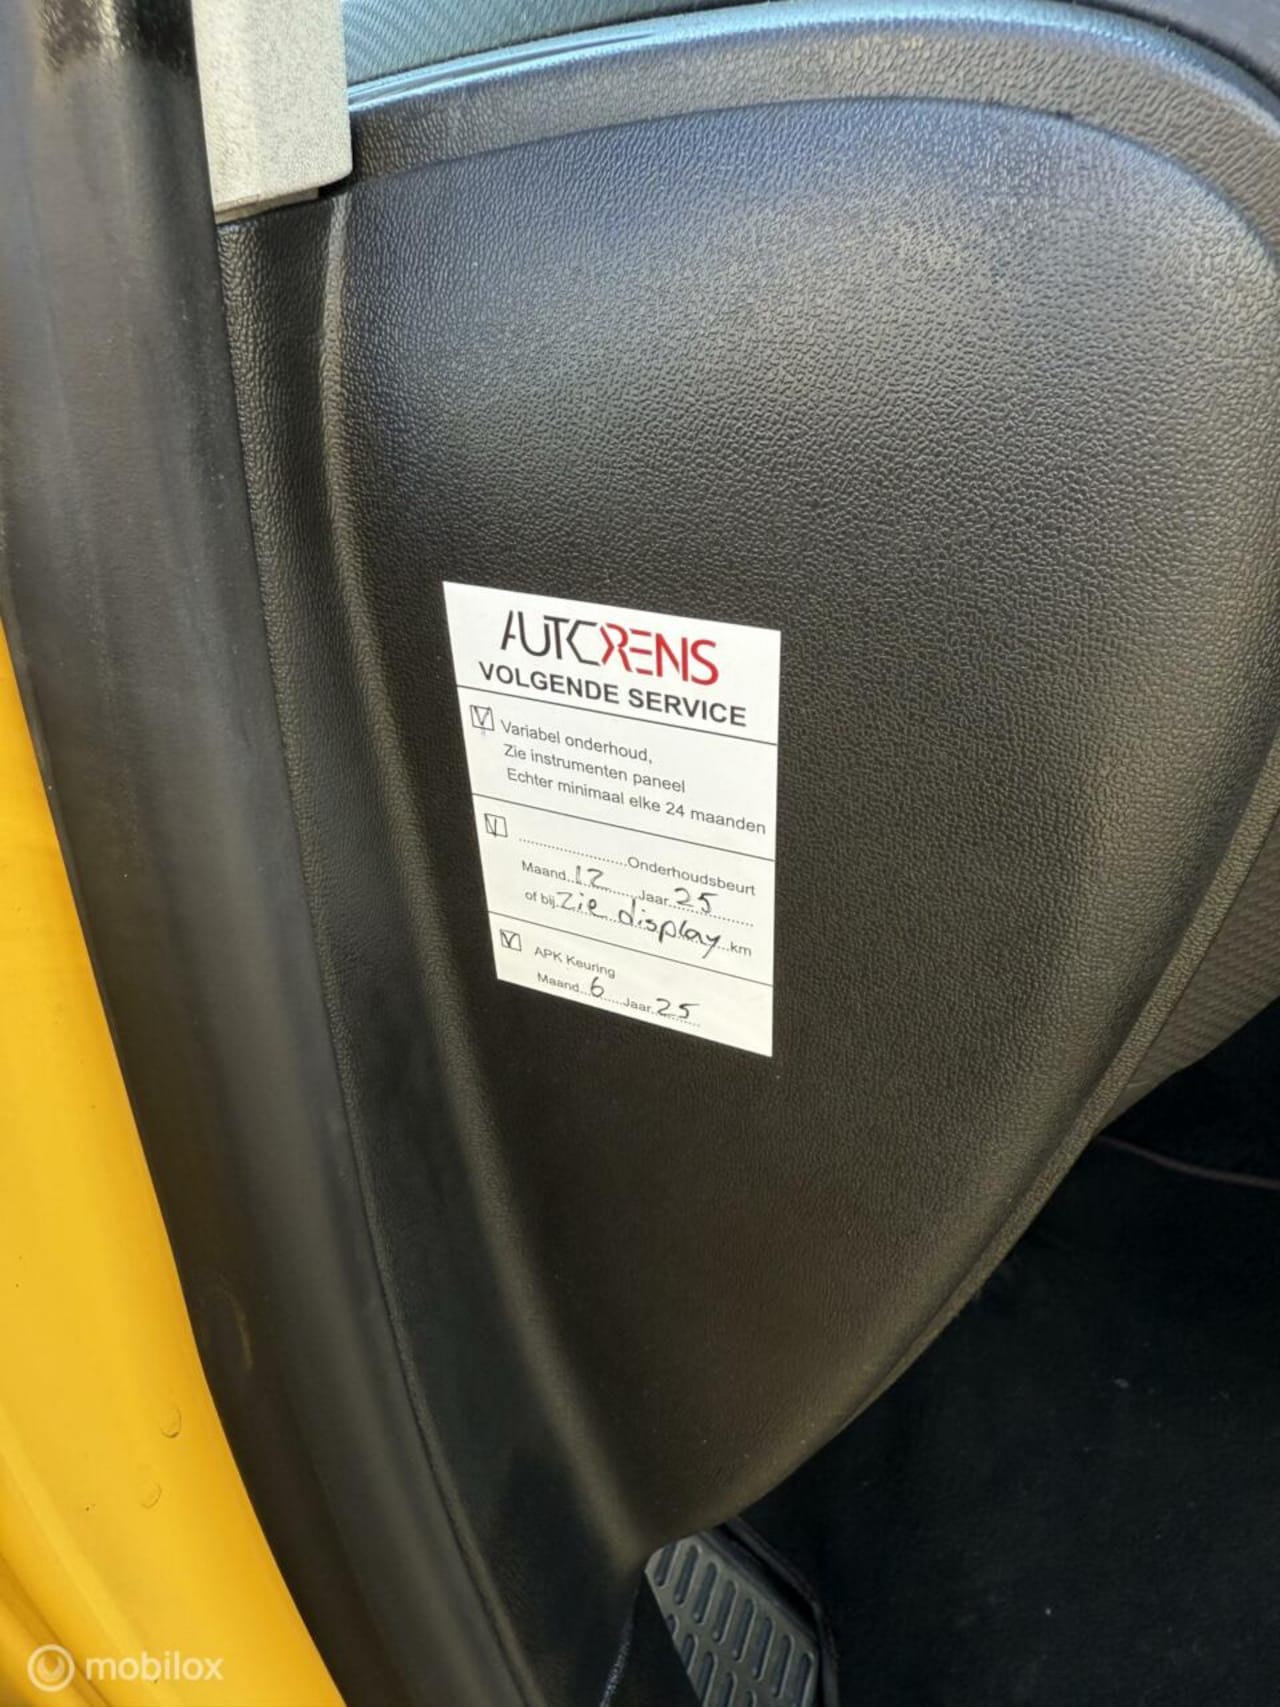 AUTORENS
VOLGENDE SERVICE
Variabel onderhoud,
Zie instrumenten paneel
Echter minimaal elke 24 maanden
........................Onderhoudsbeurt
Maand..12......Jaar..25............
of bij..Zie display..km
APK Keuring
Maand..6.....Jaar..25......
mobilox